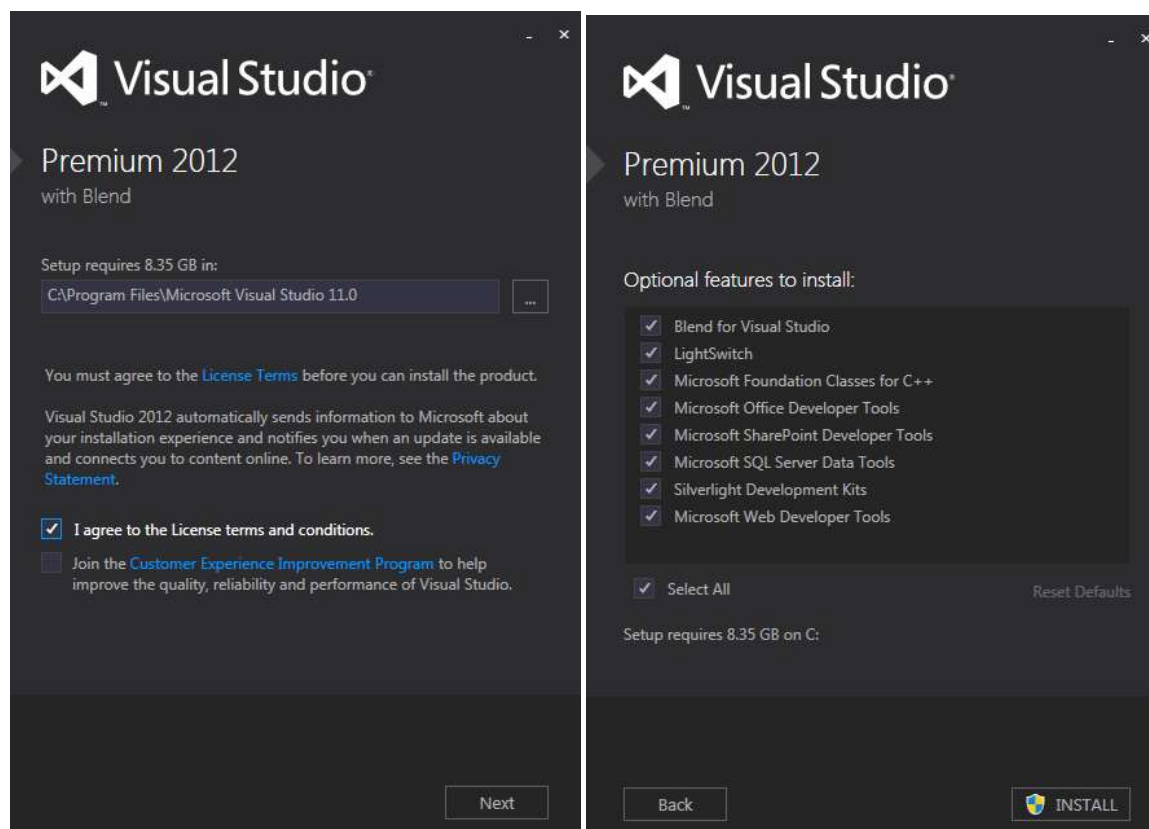 Visual Studio
Premium 2012
with Blend
Setup requires 8.35 GB in:
C:\Program Files\Microsoft Visual Studio 11.0
...
You must agree to the License Terms before you can install the product.
Visual Studio 2012 automatically sends information to Microsoft about
your installation experience and notifies you when an update is available
and connects you to content online. To learn more, see the Privacy
Statement.
I agree to the License terms and conditions.
Join the Customer Experience Improvement Program to help
improve the quality, reliability and performance of Visual Studio.
Next
Visual Studio
Premium 2012
with Blend
Optional features to install:
Blend for Visual Studio
LightSwitch
Microsoft Foundation Classes for C++
Microsoft Office Developer Tools
Microsoft SharePoint Developer Tools
Microsoft SQL Server Data Tools
Silverlight Development Kits
Microsoft Web Developer Tools
Select All
Reset Defaults
Setup requires 8.35 GB on C:
Back
INSTALL